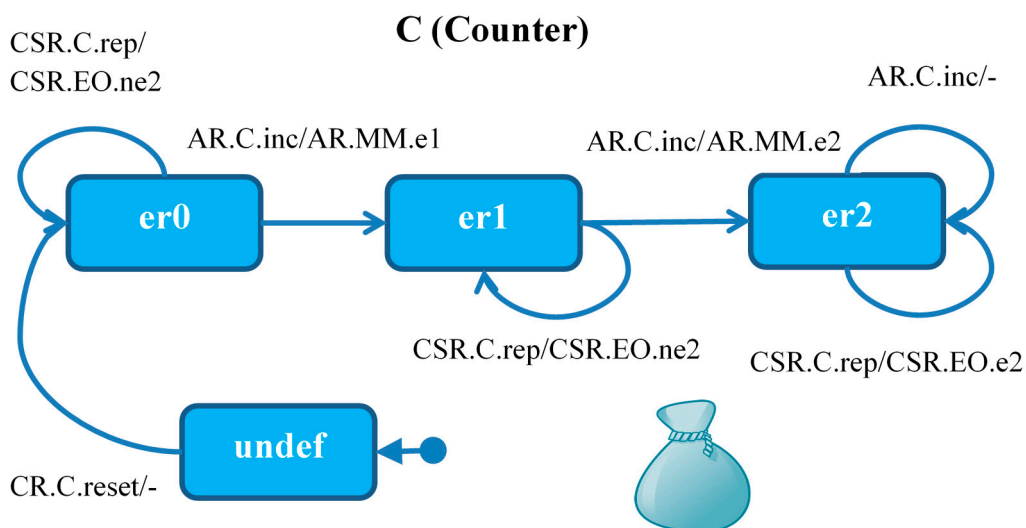 C (Counter)
CSR.C.rep/
CSR.EO.ne2
AR.C.inc/-
AR.C.inc/AR.MM.e1
AR.C.inc/AR.MM.e2
er0
er1
er2
CSR.C.rep/CSR.EO.ne2
CSR.C.rep/CSR.EO.e2
undef
CR.C.reset/-